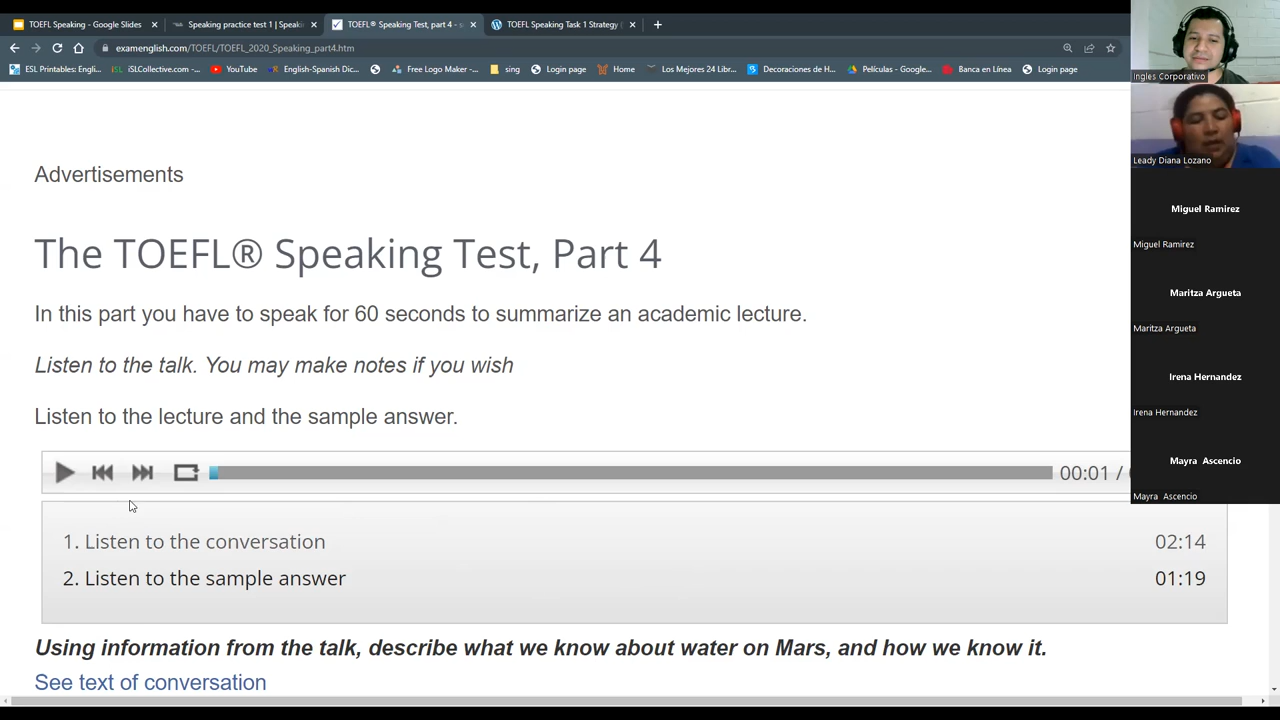 TOEFL Speaking - Google Slides
Speaking practice test 1 | Speaki
TOEFL® Speaking Test, part 4 - s
TOEFL Speaking Task 1 Strategy
examenglish.com/TOEFL/TOEFL_2020_Speaking_part4.htm
ESL Printables: Engli...
iSLCollective.com -...
YouTube
English-Spanish Dic...
Free Logo Maker -...
sing
Login page
Home
Los Mejores 24 Libr...
Decoraciones de H...
Películas - Google...
Banca en Línea
Login page
Ingles Corporativo
Leady Diana Lozano
Miguel Ramirez
Miguel Ramirez
Maritza Argueta
Maritza Argueta
Irena Hernandez
Irena Hernandez
Mayra Ascencio
Mayra Ascencio
Advertisements
The TOEFL® Speaking Test, Part 4
In this part you have to speak for 60 seconds to summarize an academic lecture.
Listen to the talk. You may make notes if you wish
Listen to the lecture and the sample answer.
00:01 /
1. Listen to the conversation 02:14
2. Listen to the sample answer 01:19
Using information from the talk, describe what we know about water on Mars, and how we know it.
See text of conversation